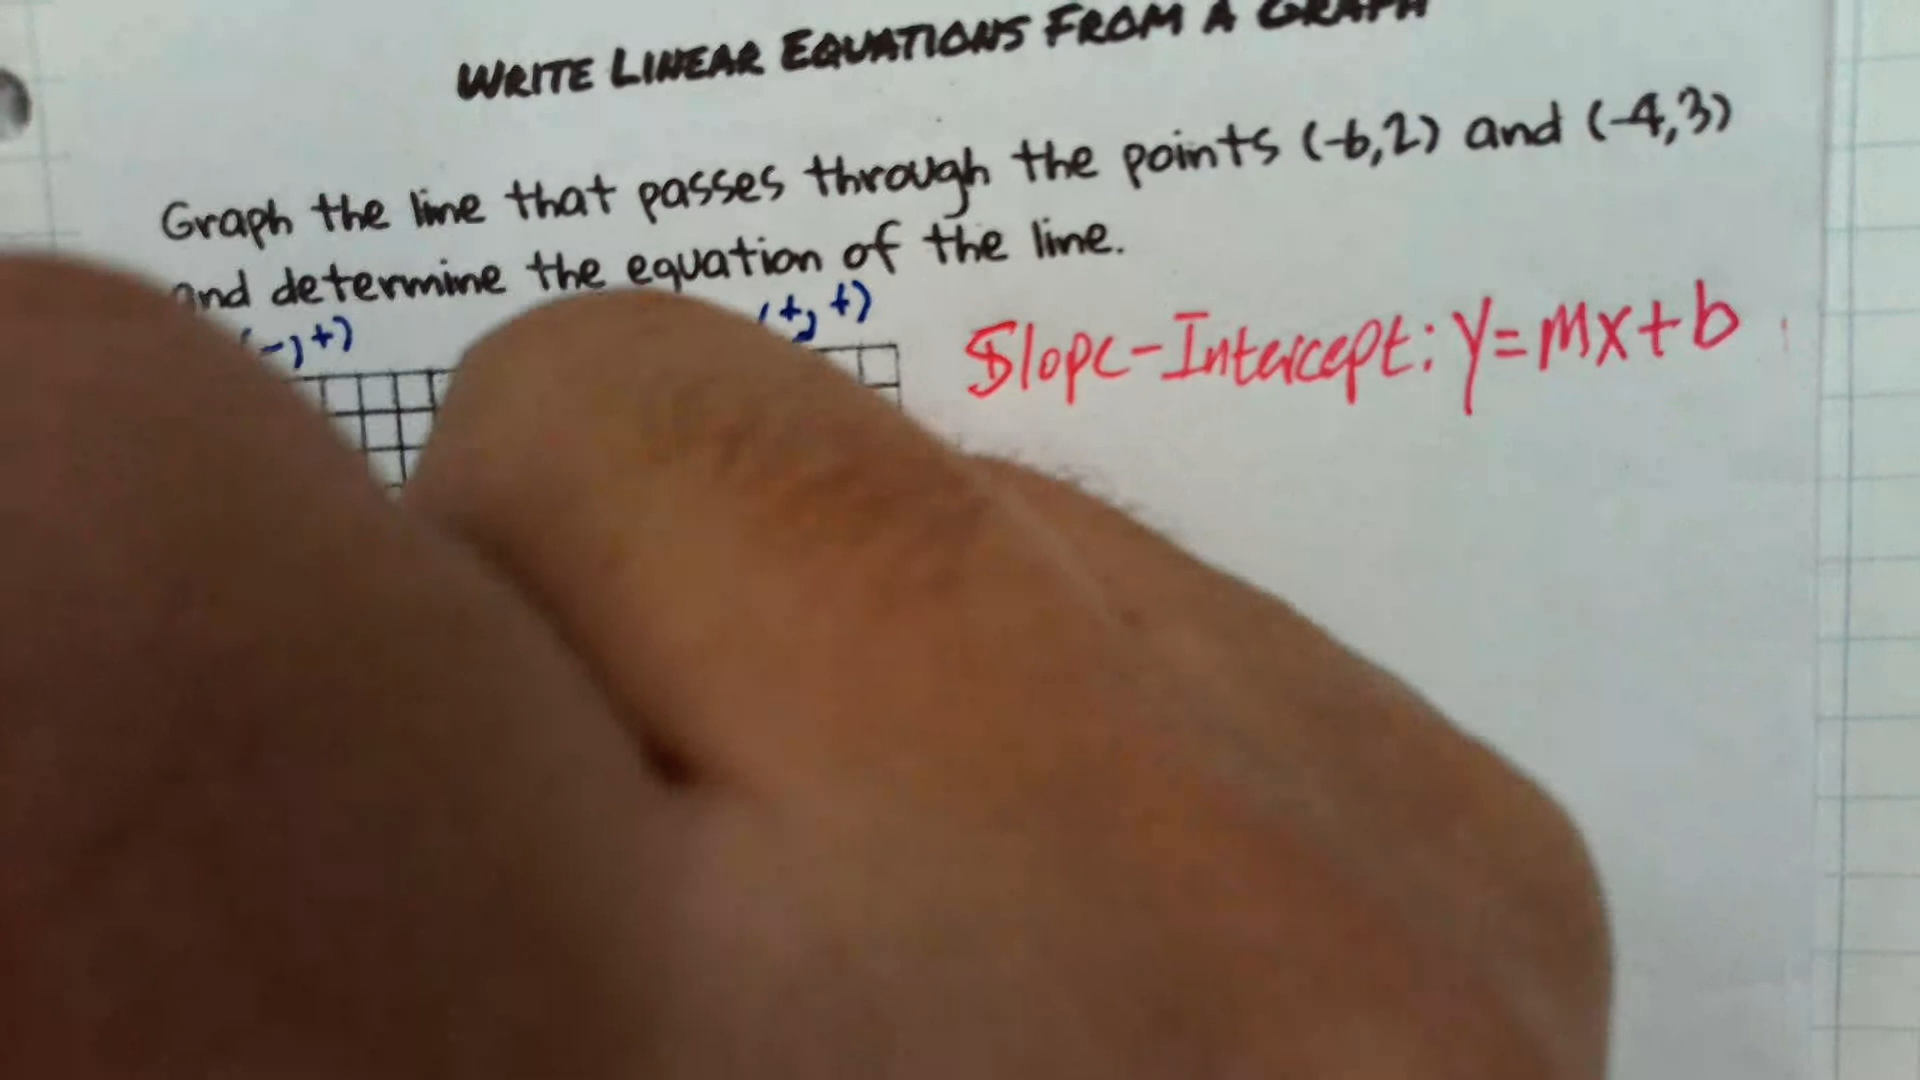 WRITE LINEAR EQUATIONS FROM A GRAPH
Graph the line that passes through the points (-6,2) and (-4,3)
and determine the equation of the line.
(-,+)
(+,+)
Slope-Intercept: y=mx+b